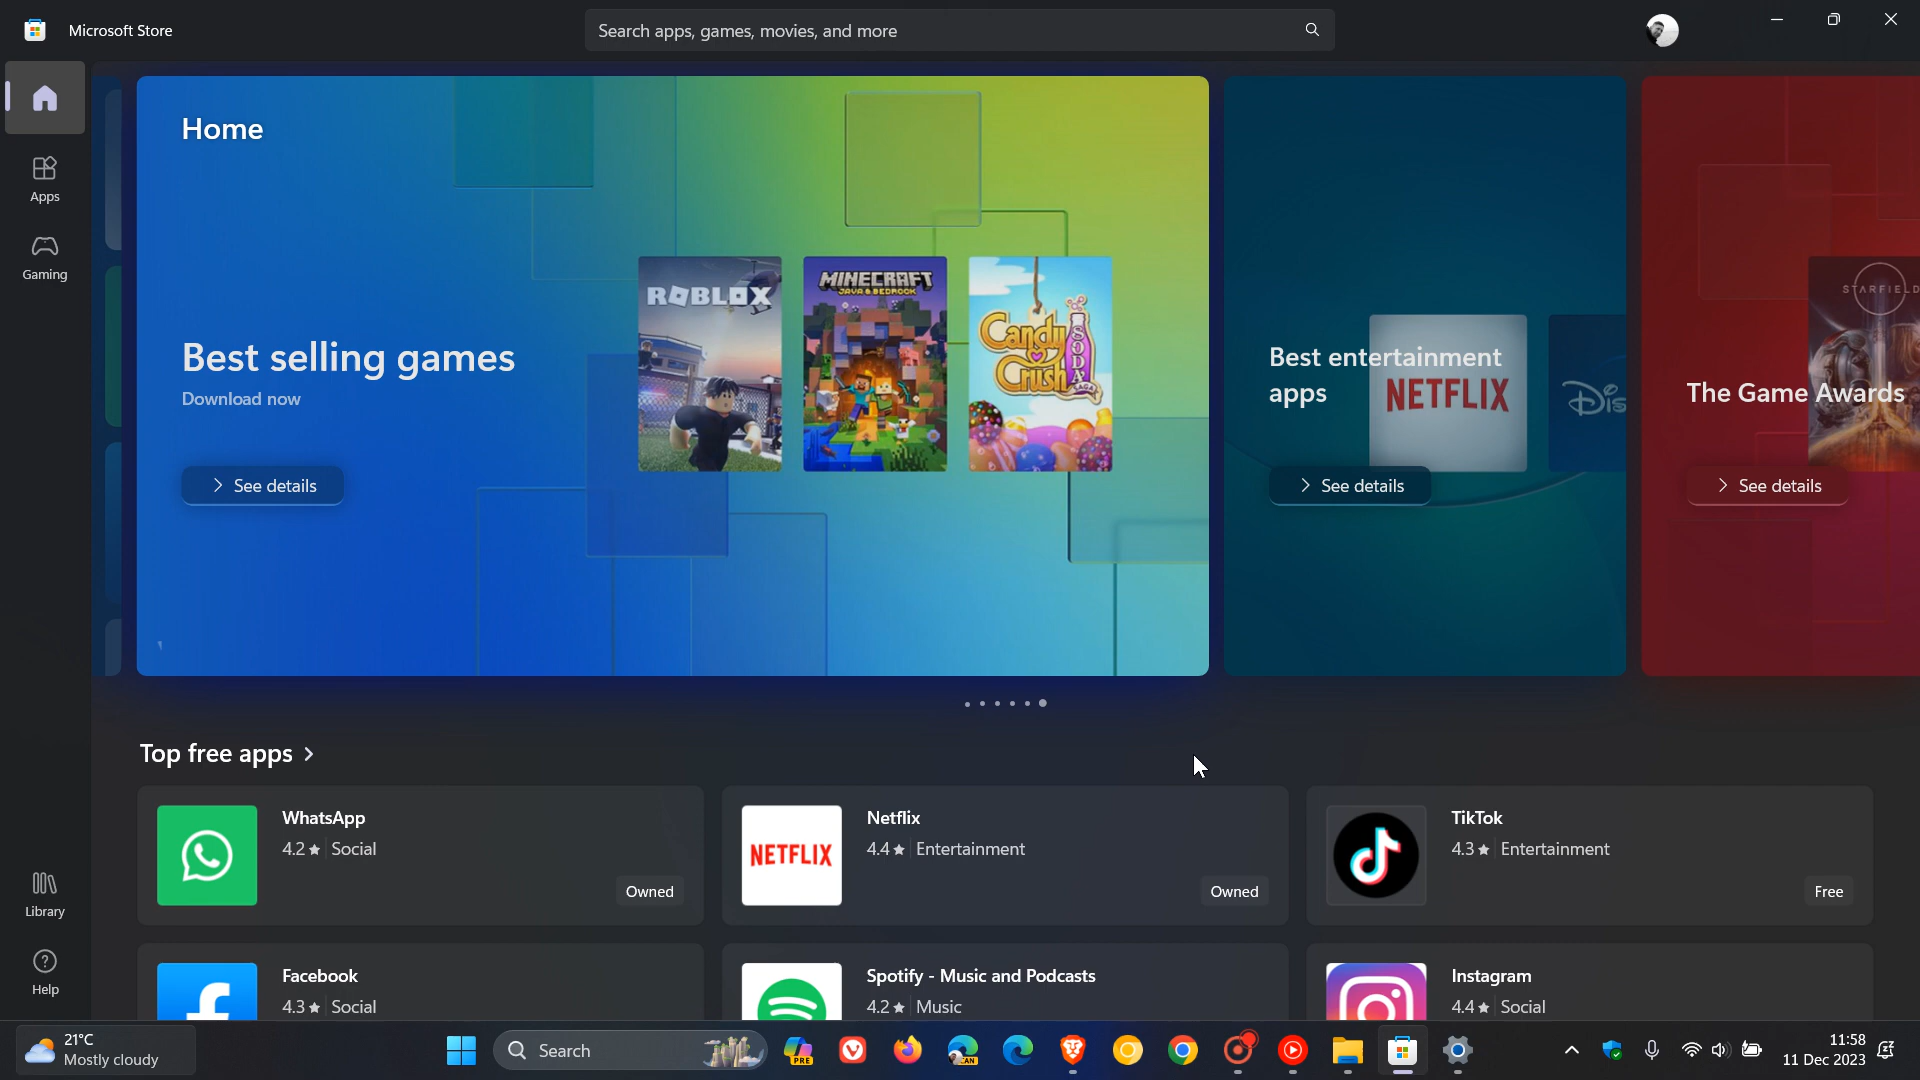 Microsoft Store
Search apps, games, movies, and more
Home
Apps
Gaming
Best selling games
Download now
See details
ROBLOX
MINECRAFT
JAVA & BEDROCK
Candy
Crush
SODA
SAGA
Best entertainment
apps
NETFLIX
See details
The Game Awards
STARFIELD
See details
Top free apps
WhatsApp
4.2★ Social
Owned
NETFLIX
Netflix
4.4★ Entertainment
Owned
TikTok
4.3★ Entertainment
Free
Facebook
4.3★ Social
Spotify - Music and Podcasts
4.2★ Music
Instagram
4.4★ Social
Library
Help
21°C
Mostly cloudy
Search
PRE
CAN
11:58
11 Dec 2023